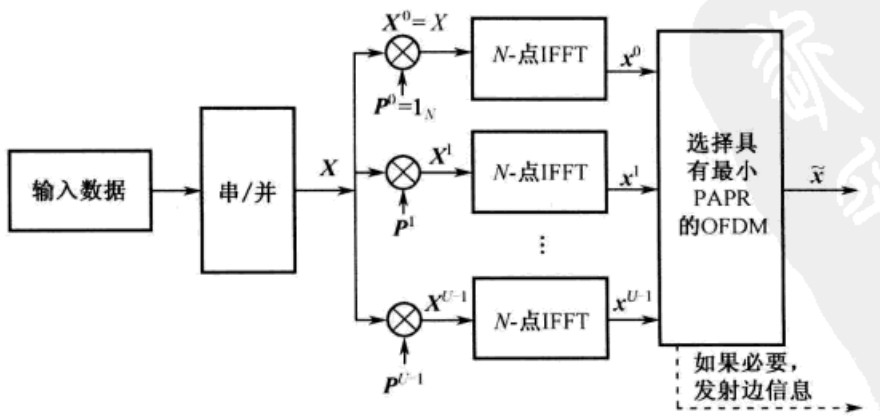 X⁰=X
N-点IFFT
x⁰
P⁰=1_N
输入数据
串/并
X
X¹
N-点IFFT
x¹
P¹
⋮
X^{U-1}
N-点IFFT
x^{U-1}
P^{U-1}
选择具
有最小
PAPR
的OFDM
x̃
如果必要,
发射边信息